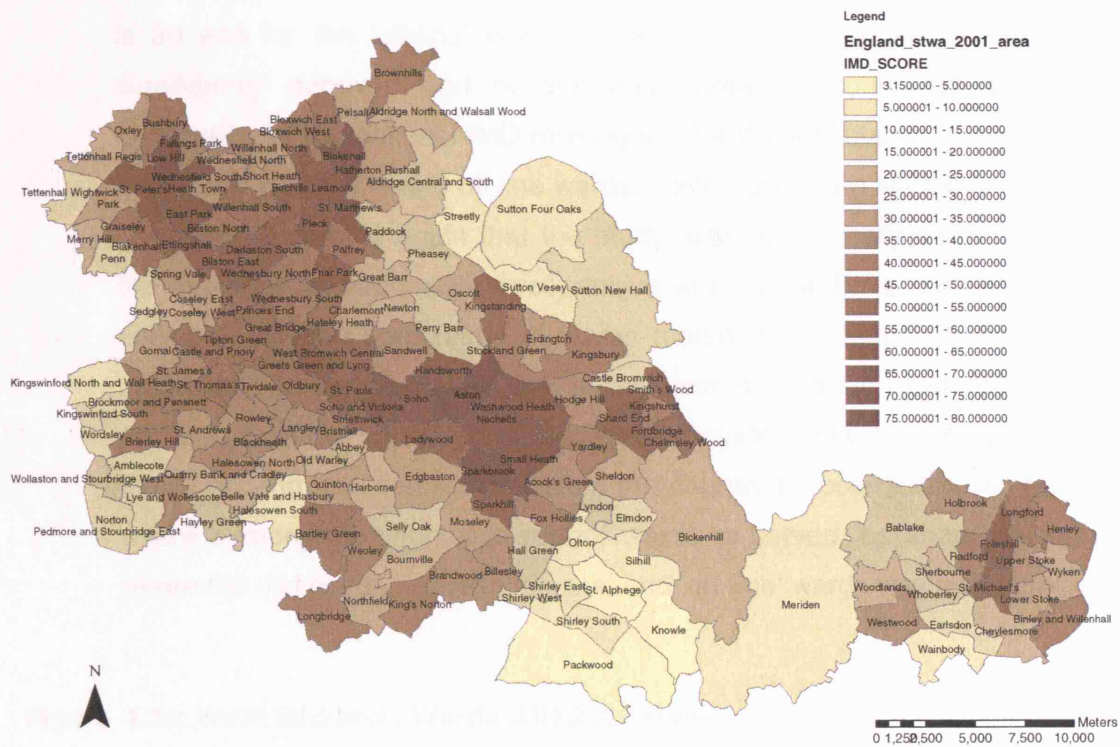 Legend
England_stwa_2001_area
IMD_SCORE
3.150000 - 5.000000
5.000001 - 10.000000
10.000001 - 15.000000
15.000001 - 20.000000
20.000001 - 25.000000
25.000001 - 30.000000
30.000001 - 35.000000
35.000001 - 40.000000
40.000001 - 45.000000
45.000001 - 50.000000
50.000001 - 55.000000
55.000001 - 60.000000
60.000001 - 65.000000
65.000001 - 70.000000
70.000001 - 75.000000
75.000001 - 80.000000
Brownhills
Pelsall
Aldridge North and Walsall Wood
Bloxwich East
Bushbury
Oxley
Bloxwich West
Fallings Park
Willenhall North
Tettenhall Regis
Low Hill
Wednesfield North
Blakenall
Hatherton Rushall
Wednesfield South
Short Heath
Aldridge Central and South
Tettenhall Wightwick
St. Peter's
Heath Town
Birchills Leamore
Park
Willenhall South
St. Matthew's
Streetly
Sutton Four Oaks
East Park
Graiseley
Bilston North
Pleck
Paddock
Merry Hill
Blakenhall
Ettingshall
Darlaston South
Palfrey
Pheasey
Penn
Bilston East
Spring Vale
Wednesbury North
Friar Park
Great Barr
Sutton Vesey
Sutton New Hall
Oscott
Coseley East
Wednesbury South
Kingstanding
Sedgley
Coseley West
Princes End
Charlemont
Newton
Great Bridge
Hateley Heath
Perry Barr
Tipton Green
Erdington
Gornal
Castle and Priory
West Bromwich Central
Sandwell
Stockland Green
Kingsbury
Greets Green and Lyng
St. James's
Handsworth
Castle Bromwich
Kingswinford North and Wall Heath
St. Thomas's
Tividale
Oldbury
St. Pauls
Soho
Aston
Smith's Wood
Brockmoor and Pensnett
Hodge Hill
Kingswinford South
Soho and Victoria
Washwood Heath
Kingshurst
Rowley
Smethwick
Nechells
Shard End
Wordsley
St. Andrews
Langley
Bristnall
Fordbridge
Brierley Hill
Blackheath
Ladywood
Chelmsley Wood
Abbey
Yardley
Amblecote
Halesowen North
Old Warley
Small Heath
Wollaston and Stourbridge West
Quarry Bank and Cradley
Edgbaston
Sparkbrook
Sheldon
Quinton
Harborne
Acock's Green
Lye and Wollescote
Belle Vale and Hasbury
Halesowen South
Sparkhill
Lyndon
Holbrook
Longford
Norton
Hayley Green
Moseley
Fox Hollies
Elmdon
Pedmore and Stourbridge East
Selly Oak
Bablake
Henley
Bartley Green
Bickenhill
Foleshill
Olton
Weoley
Hall Green
Radford
Upper Stoke
Bournville
Silhill
Sherbourne
Wyken
Brandwood
Billesley
Shirley East
Woodlands
St. Michael's
St. Alphege
Whoberley
Northfield
King's Norton
Shirley West
Meriden
Lower Stoke
Longbridge
Shirley South
Westwood
Earlsdon
Binley and Willenhall
Knowle
Cheylesmore
Wainbody
Packwood
N
Meters
0 1,250 2,500 5,000 7,500 10,000